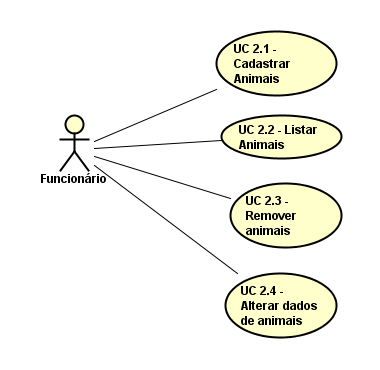 UC 2.1 -
Cadastrar
Animais
UC 2.2 - Listar
Animais
Funcionário
UC 2.3 -
Remover
animais
UC 2.4 -
Alterar dados
de animais